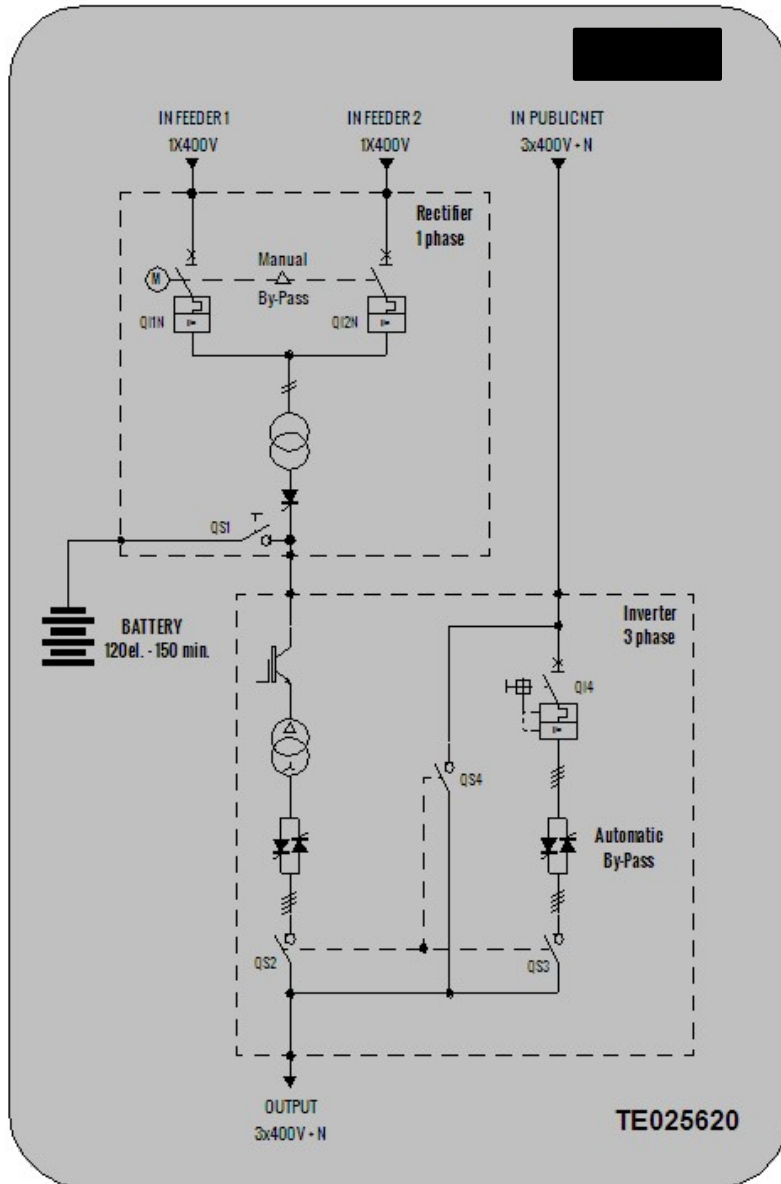 IN FEEDER 1
1X400V
IN FEEDER 2
1X400V
IN PUBLICNET
3x400V + N
Rectifier
1 phase
M
Manual
By-Pass
QI1N
I>
QI2N
I>
QS1
BATTERY
120el. - 150 min.
Inverter
3 phase
QI4
I>
QS4
Automatic
By-Pass
QS2
QS3
OUTPUT
3x400V + N
TE025620